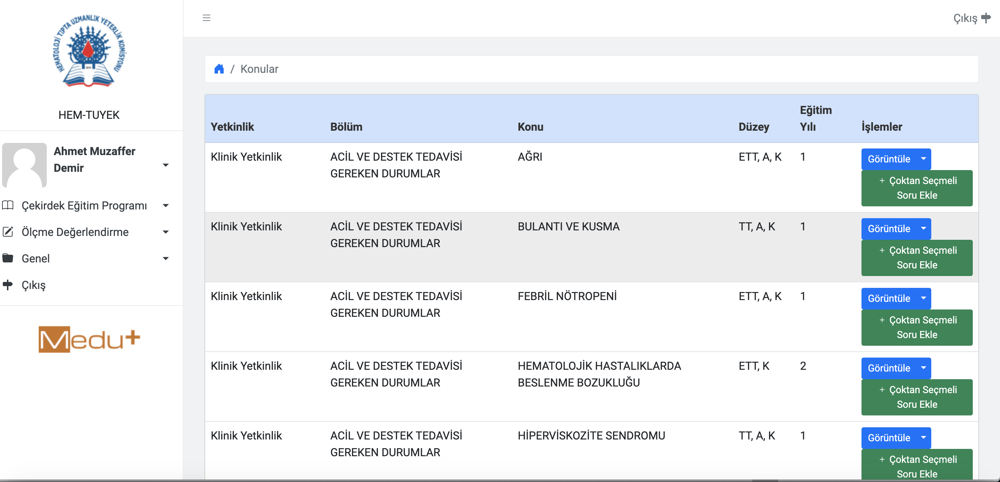 HEMATOLOJİ TIPTA UZMANLIK YETERLİK KOMİSYONU
HEM-TUYEK
Ahmet Muzaffer
Demir
Çekirdek Eğitim Programı
Ölçme Değerlendirme
Genel
Çıkış
Medu+
Çıkış
/ Konular
Yetkinlik Bölüm Konu Düzey Eğitim Yılı İşlemler
Klinik Yetkinlik ACİL VE DESTEK TEDAVİSİ AĞRI ETT, A, K 1 Görüntüle
GEREKEN DURUMLAR
+ Çoktan Seçmeli
Soru Ekle
Klinik Yetkinlik ACİL VE DESTEK TEDAVİSİ BULANTI VE KUSMA TT, A, K 1 Görüntüle
GEREKEN DURUMLAR
+ Çoktan Seçmeli
Soru Ekle
Klinik Yetkinlik ACİL VE DESTEK TEDAVİSİ FEBRİL NÖTROPENİ ETT, A, K 1 Görüntüle
GEREKEN DURUMLAR
+ Çoktan Seçmeli
Soru Ekle
Klinik Yetkinlik ACİL VE DESTEK TEDAVİSİ HEMATOLOJİK HASTALIKLARDA ETT, K 2 Görüntüle
GEREKEN DURUMLAR BESLENME BOZUKLUĞU
+ Çoktan Seçmeli
Soru Ekle
Klinik Yetkinlik ACİL VE DESTEK TEDAVİSİ HİPERVİSKOZİTE SENDROMU TT, A, K 1 Görüntüle
GEREKEN DURUMLAR
+ Çoktan Seçmeli
Soru Ekle